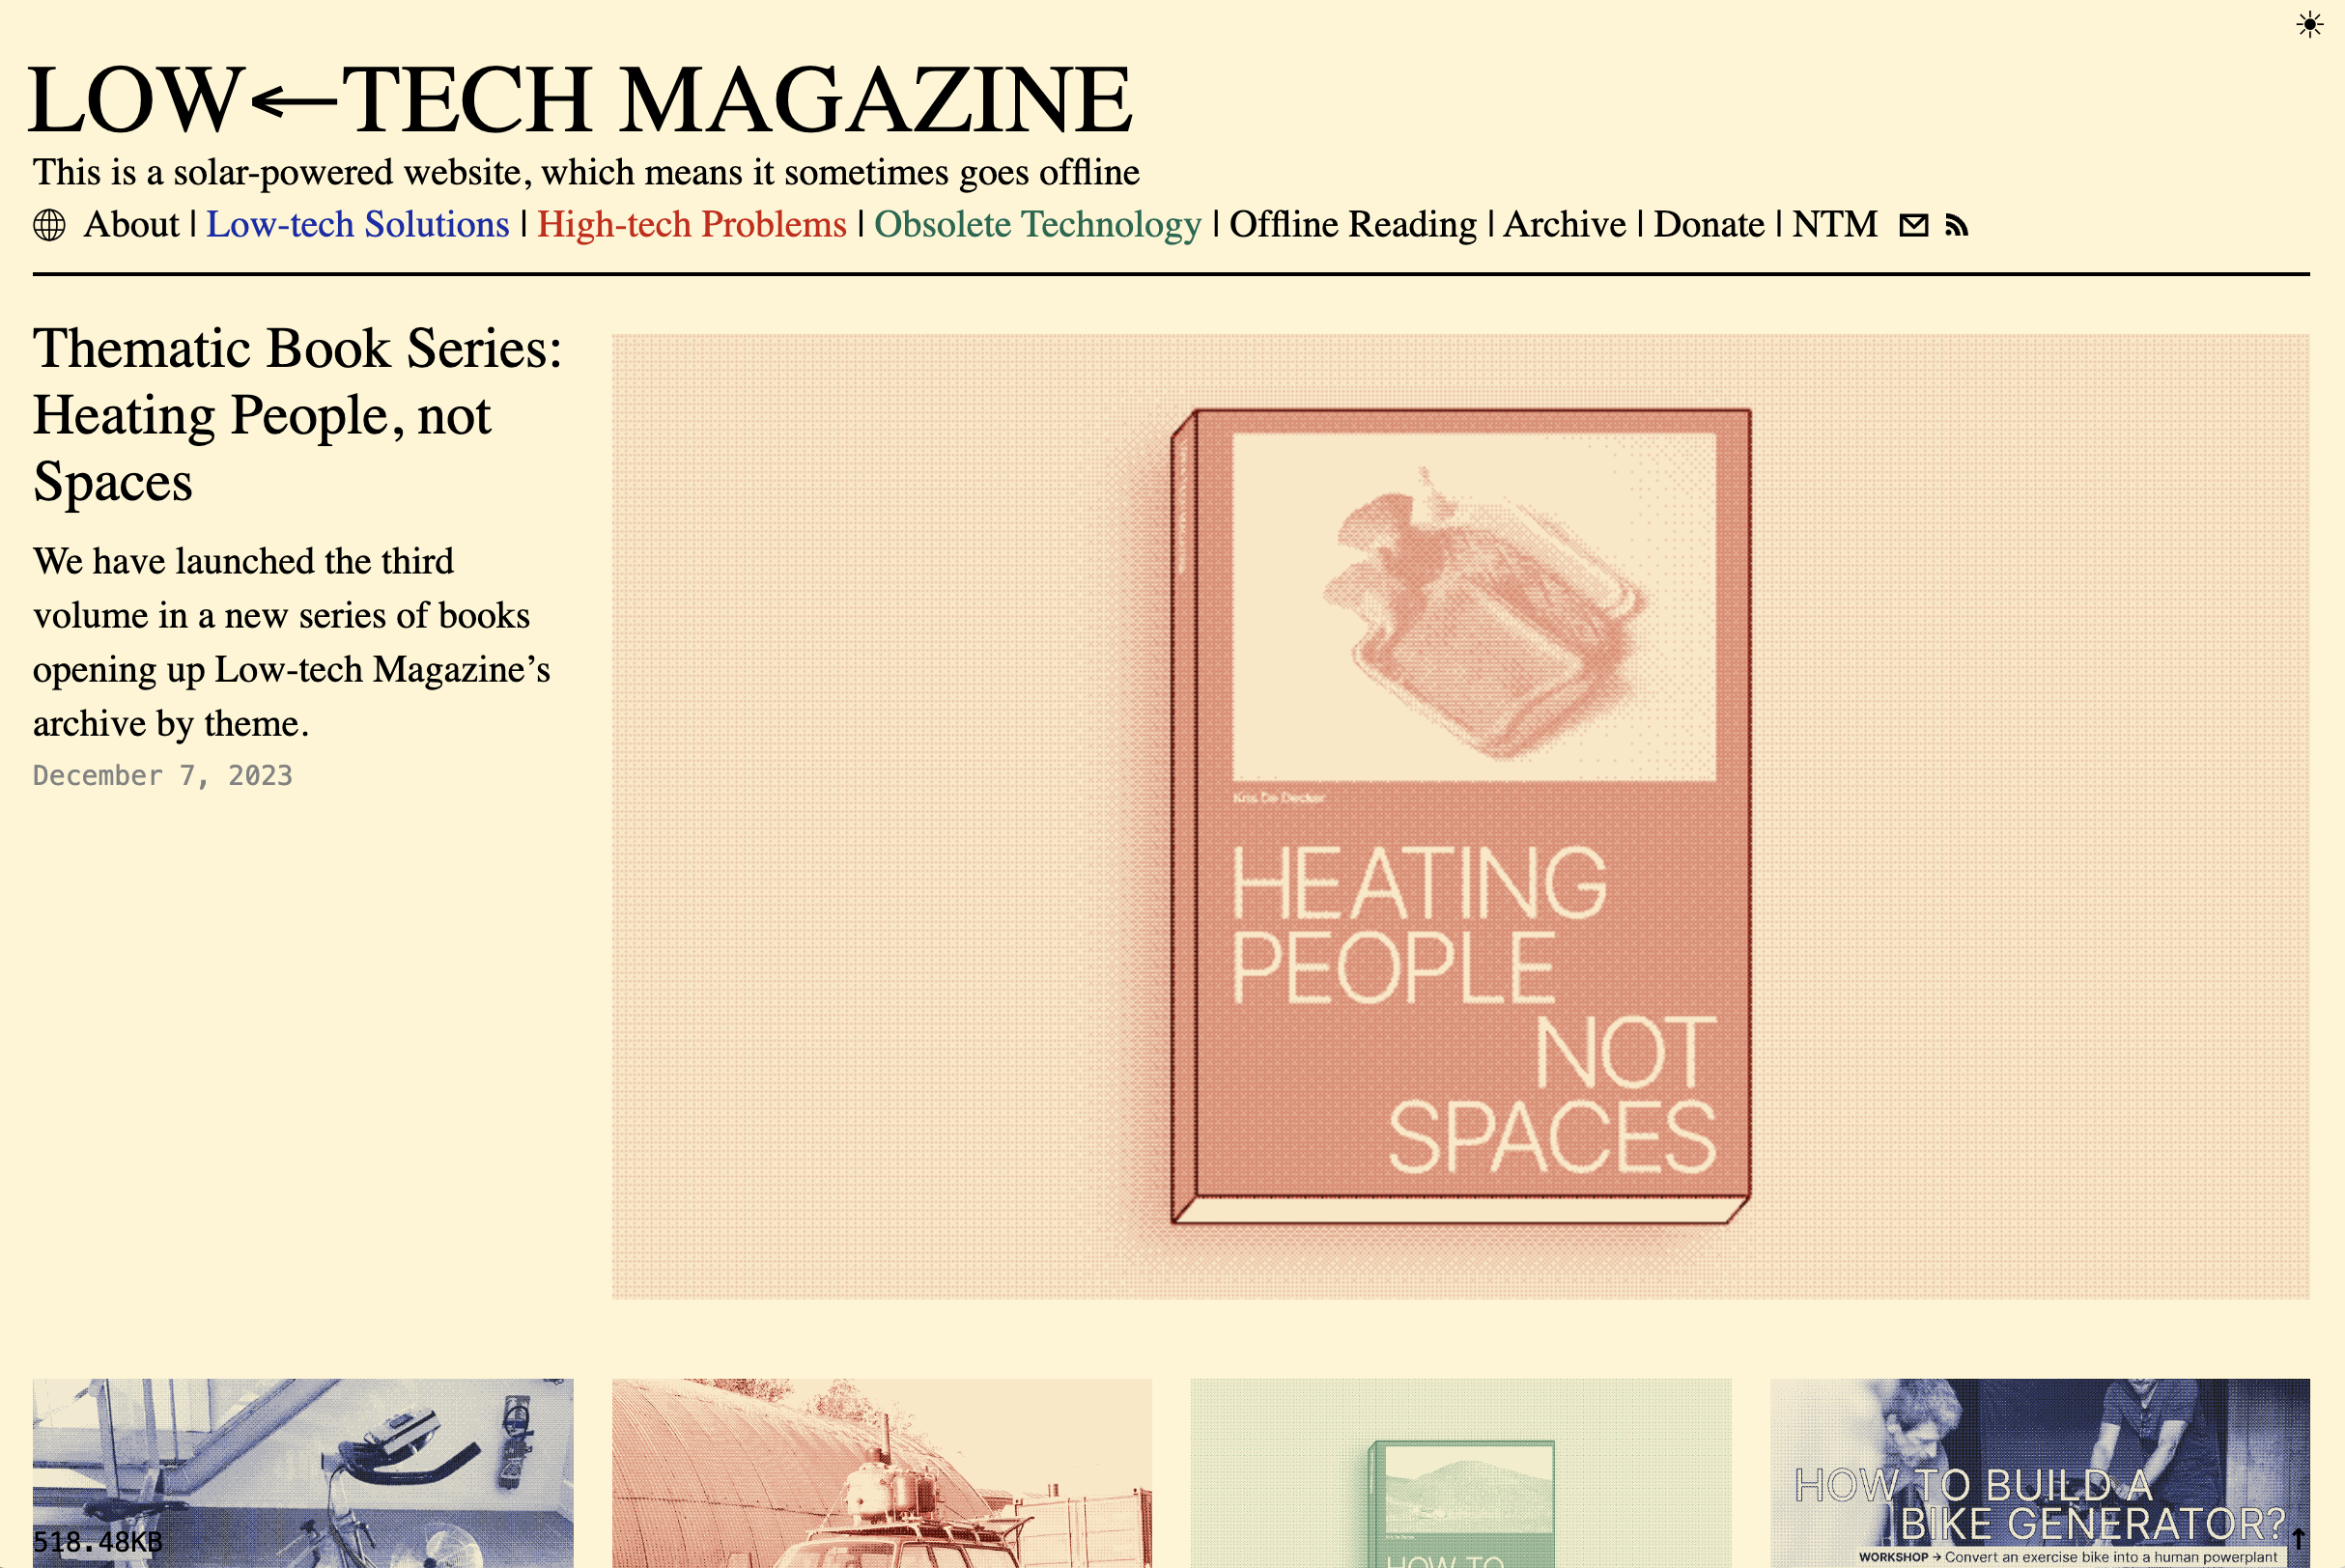 LOW←TECH MAGAZINE
This is a solar-powered website, which means it sometimes goes offline
About | Low-tech Solutions | High-tech Problems | Obsolete Technology | Offline Reading | Archive | Donate | NTM
Thematic Book Series:
Heating People, not
Spaces
We have launched the third
volume in a new series of books
opening up Low-tech Magazine’s
archive by theme.
December 7, 2023
Kris De Decker
HEATING
PEOPLE
NOT
SPACES
HOW TO
HOW TO BUILD A
BIKE GENERATOR?
WORKSHOP → Convert an exercise bike into a human powerplant
518.48KB